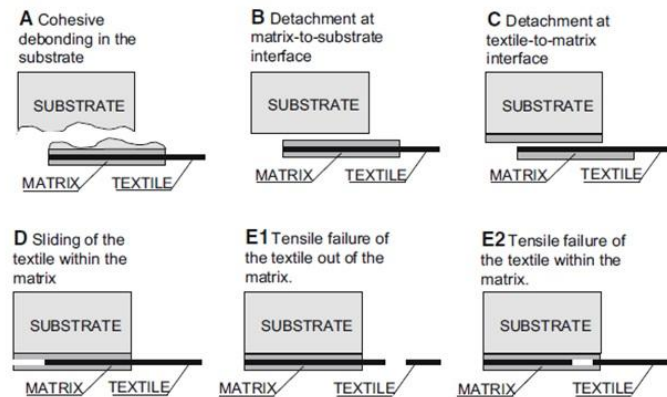 A Cohesive
debonding in the
substrate
SUBSTRATE
MATRIX TEXTILE
B Detachment at
matrix-to-substrate
interface
SUBSTRATE
MATRIX TEXTILE
C Detachment at
textile-to-matrix
interface
SUBSTRATE
MATRIX TEXTILE
D Sliding of the
textile within the
matrix
SUBSTRATE
MATRIX TEXTILE
E1 Tensile failure of
the textile out of the
matrix.
SUBSTRATE
MATRIX TEXTILE
E2 Tensile failure of
the textile within the
matrix.
SUBSTRATE
MATRIX TEXTILE